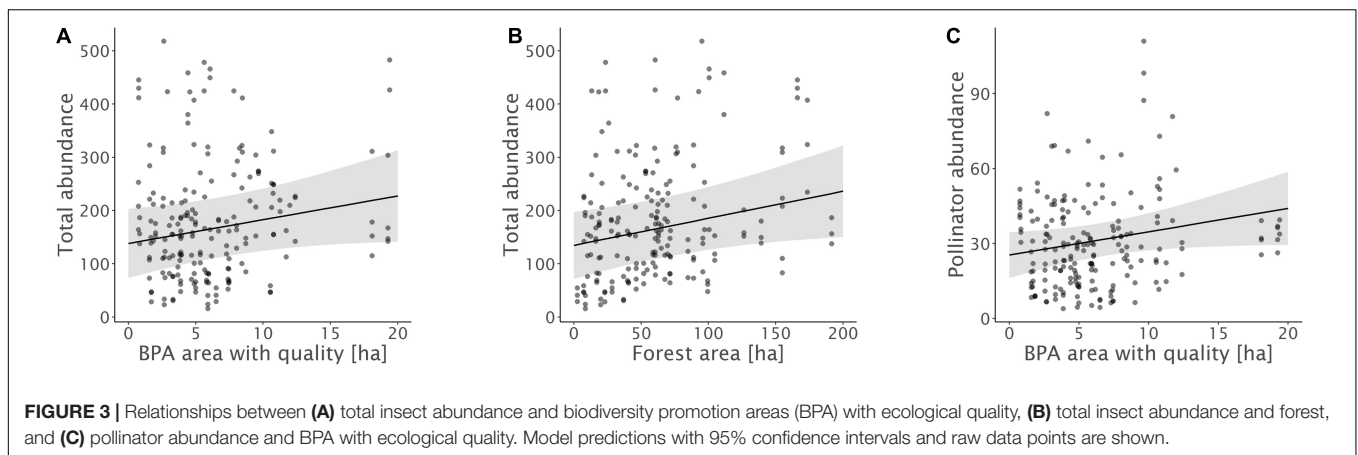 A
B
C
Total abundance
500
400
300
200
100
0
0
5
10
15
20
BPA area with quality [ha]
Total abundance
500
400
300
200
100
0
0
50
100
150
200
Forest area [ha]
Pollinator abundance
90
60
30
0
0
5
10
15
20
BPA area with quality [ha]
FIGURE 3 | Relationships between (A) total insect abundance and biodiversity promotion areas (BPA) with ecological quality, (B) total insect abundance and forest,
and (C) pollinator abundance and BPA with ecological quality. Model predictions with 95% confidence intervals and raw data points are shown.